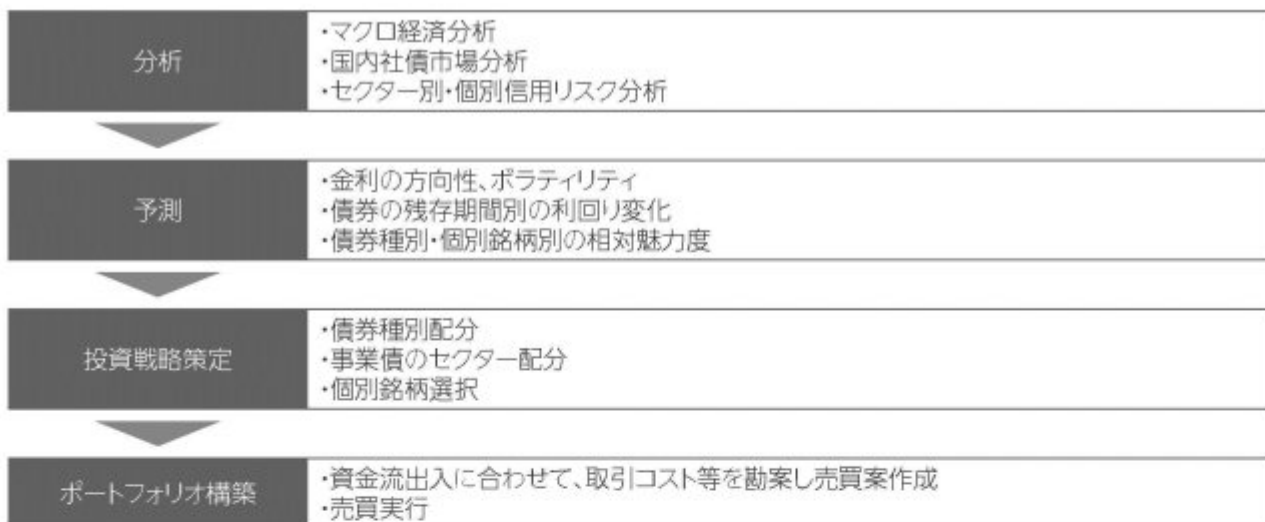 分析
・マクロ経済分析
・国内社債市場分析
・セクター別・個別信用リスク分析
予測
・金利の方向性、ボラティリティ
・債券の残存期間別の利回り変化
・債券種別・個別銘柄別の相対魅力度
投資戦略策定
・債券種別配分
・事業債のセクター配分
・個別銘柄選択
ポートフォリオ構築
・資金流出入に合わせて、取引コスト等を勘案し売買案作成
・売買実行